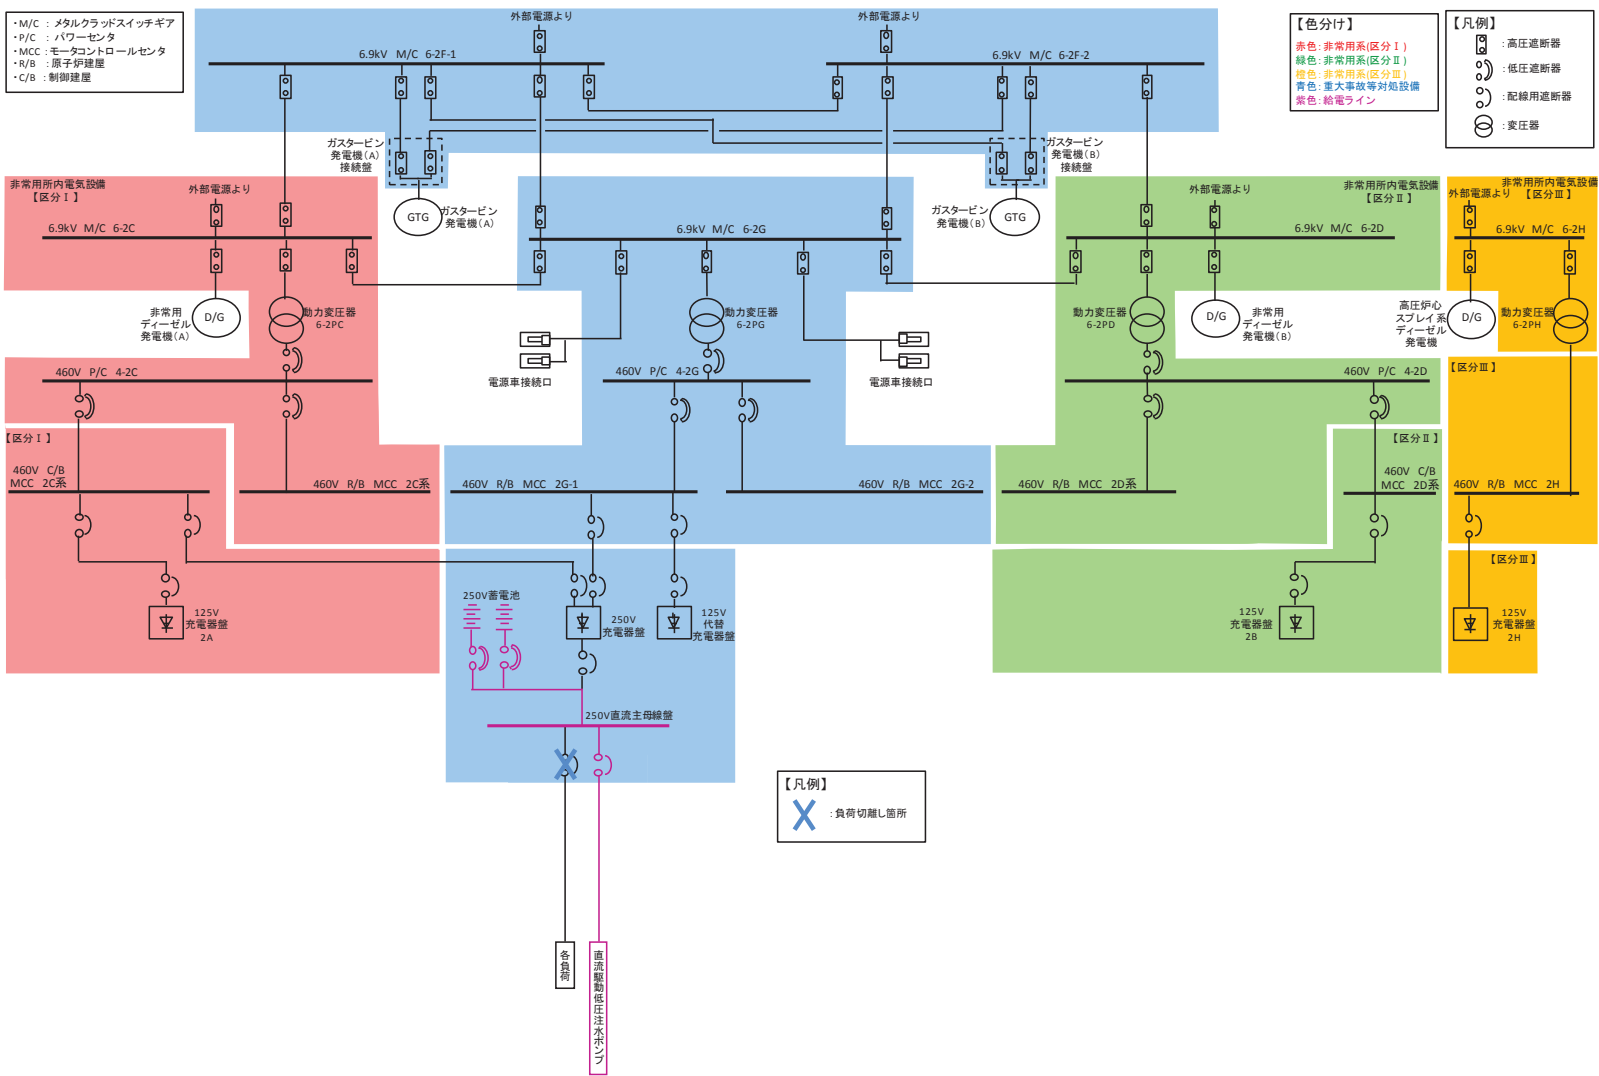 ・M/C ： メタルクラッドスイッチギア
・P/C ： パワーセンタ
・MCC ：モータコントロールセンタ
・R/B ：原子炉建屋
・C/B ：制御建屋
外部電源より
外部電源より
6.9kV M/C 6-2F-1
6.9kV M/C 6-2F-2
【色分け】
赤色：非常用系(区分Ⅰ)
緑色：非常用系(区分Ⅱ)
橙色：非常用系(区分Ⅲ)
青色：重大事故等対処設備
紫色：給電ライン
【凡例】
：高圧遮断器
：低圧遮断器
：配線用遮断器
：変圧器
ガスタービン
発電機(A)
接続盤
ガスタービン
発電機(B)
接続盤
非常用所内電気設備
【区分Ⅰ】
外部電源より
6.9kV M/C 6-2C
GTG
ガスタービン
発電機(A)
6.9kV M/C 6-2G
ガスタービン
発電機(B)
GTG
外部電源より
非常用所内電気設備
【区分Ⅱ】
6.9kV M/C 6-2D
非常用所内電気設備
【区分Ⅲ】
外部電源より
6.9kV M/C 6-2H
非常用
ディーゼル
発電機(A)
D/G
動力変圧器
6-2PC
動力変圧器
6-2PG
動力変圧器
6-2PD
D/G
非常用
ディーゼル
発電機(B)
高圧炉心
スプレイ系
ディーゼル
発電機
D/G
動力変圧器
6-2PH
電源車接続口
電源車接続口
460V P/C 4-2C
460V P/C 4-2G
460V P/C 4-2D
【区分Ⅲ】
【区分Ⅰ】
460V C/B
MCC 2C系
460V R/B MCC 2C系
460V R/B MCC 2G-1
460V R/B MCC 2G-2
460V R/B MCC 2D系
【区分Ⅱ】
460V C/B
MCC 2D系
460V R/B MCC 2H
125V
充電器盤
2A
250V蓄電池
250V
充電器盤
125V
代替
充電器盤
125V
充電器盤
2B
【区分Ⅲ】
125V
充電器盤
2H
250V直流主母線盤
【凡例】
：負荷切離し箇所
各負荷
直流駆動低圧注水ポンプ